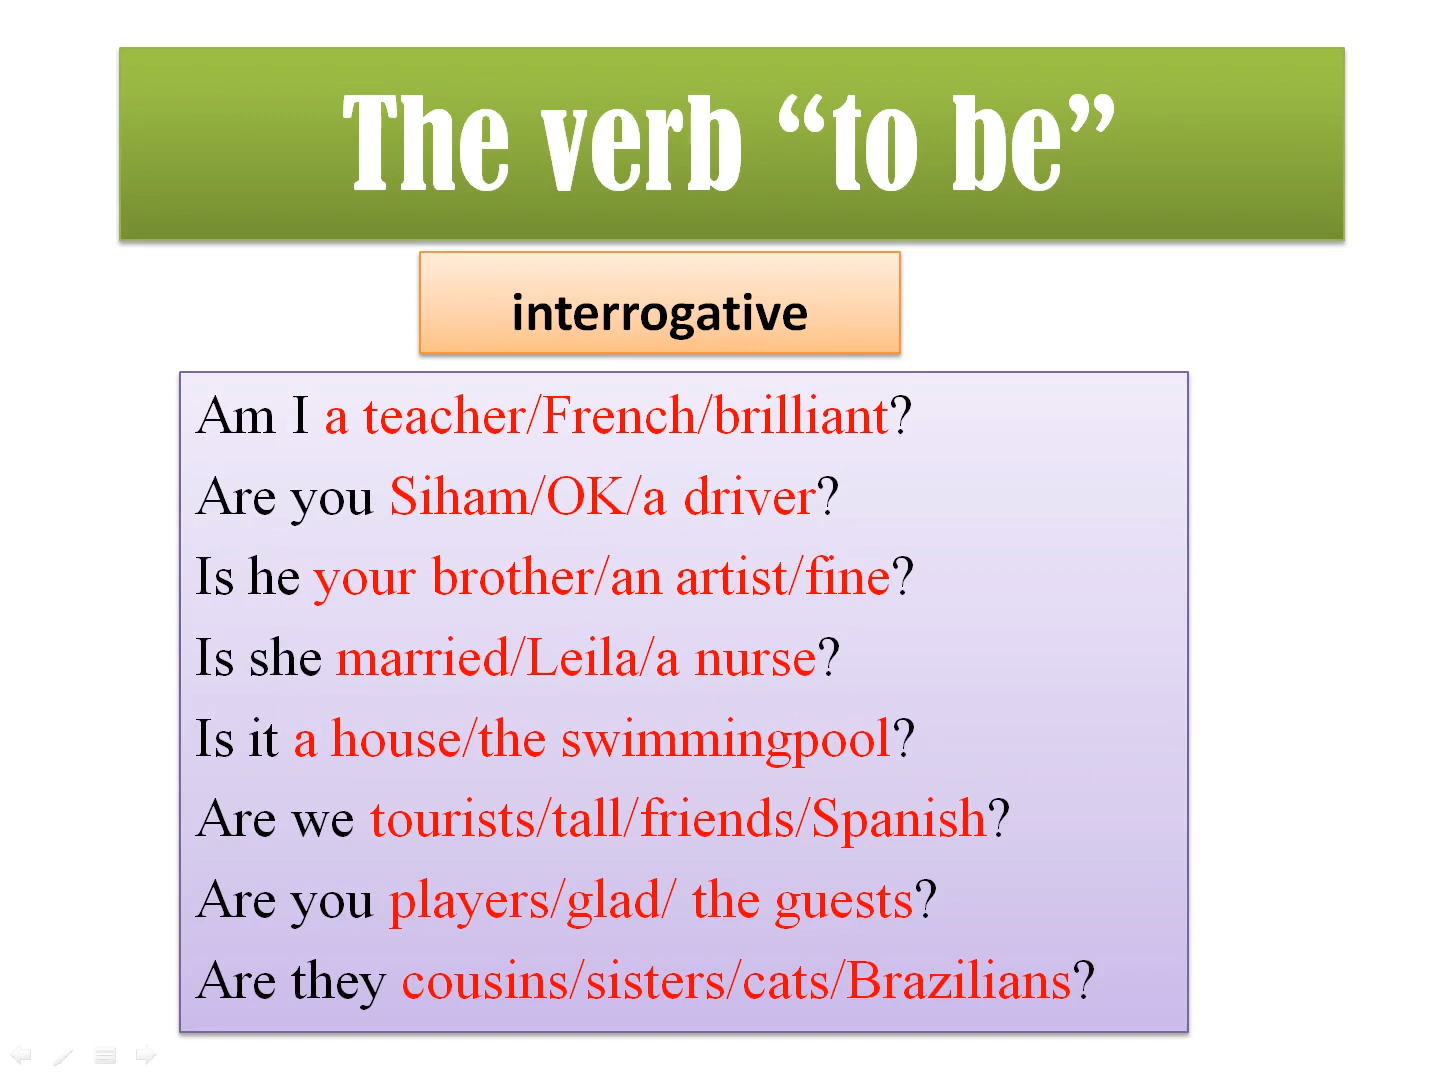 The verb “to be”
interrogative
Am I a teacher/French/brilliant?
Are you Siham/OK/a driver?
Is he your brother/an artist/fine?
Is she married/Leila/a nurse?
Is it a house/the swimmingpool?
Are we tourists/tall/friends/Spanish?
Are you players/glad/ the guests?
Are they cousins/sisters/cats/Brazilians?